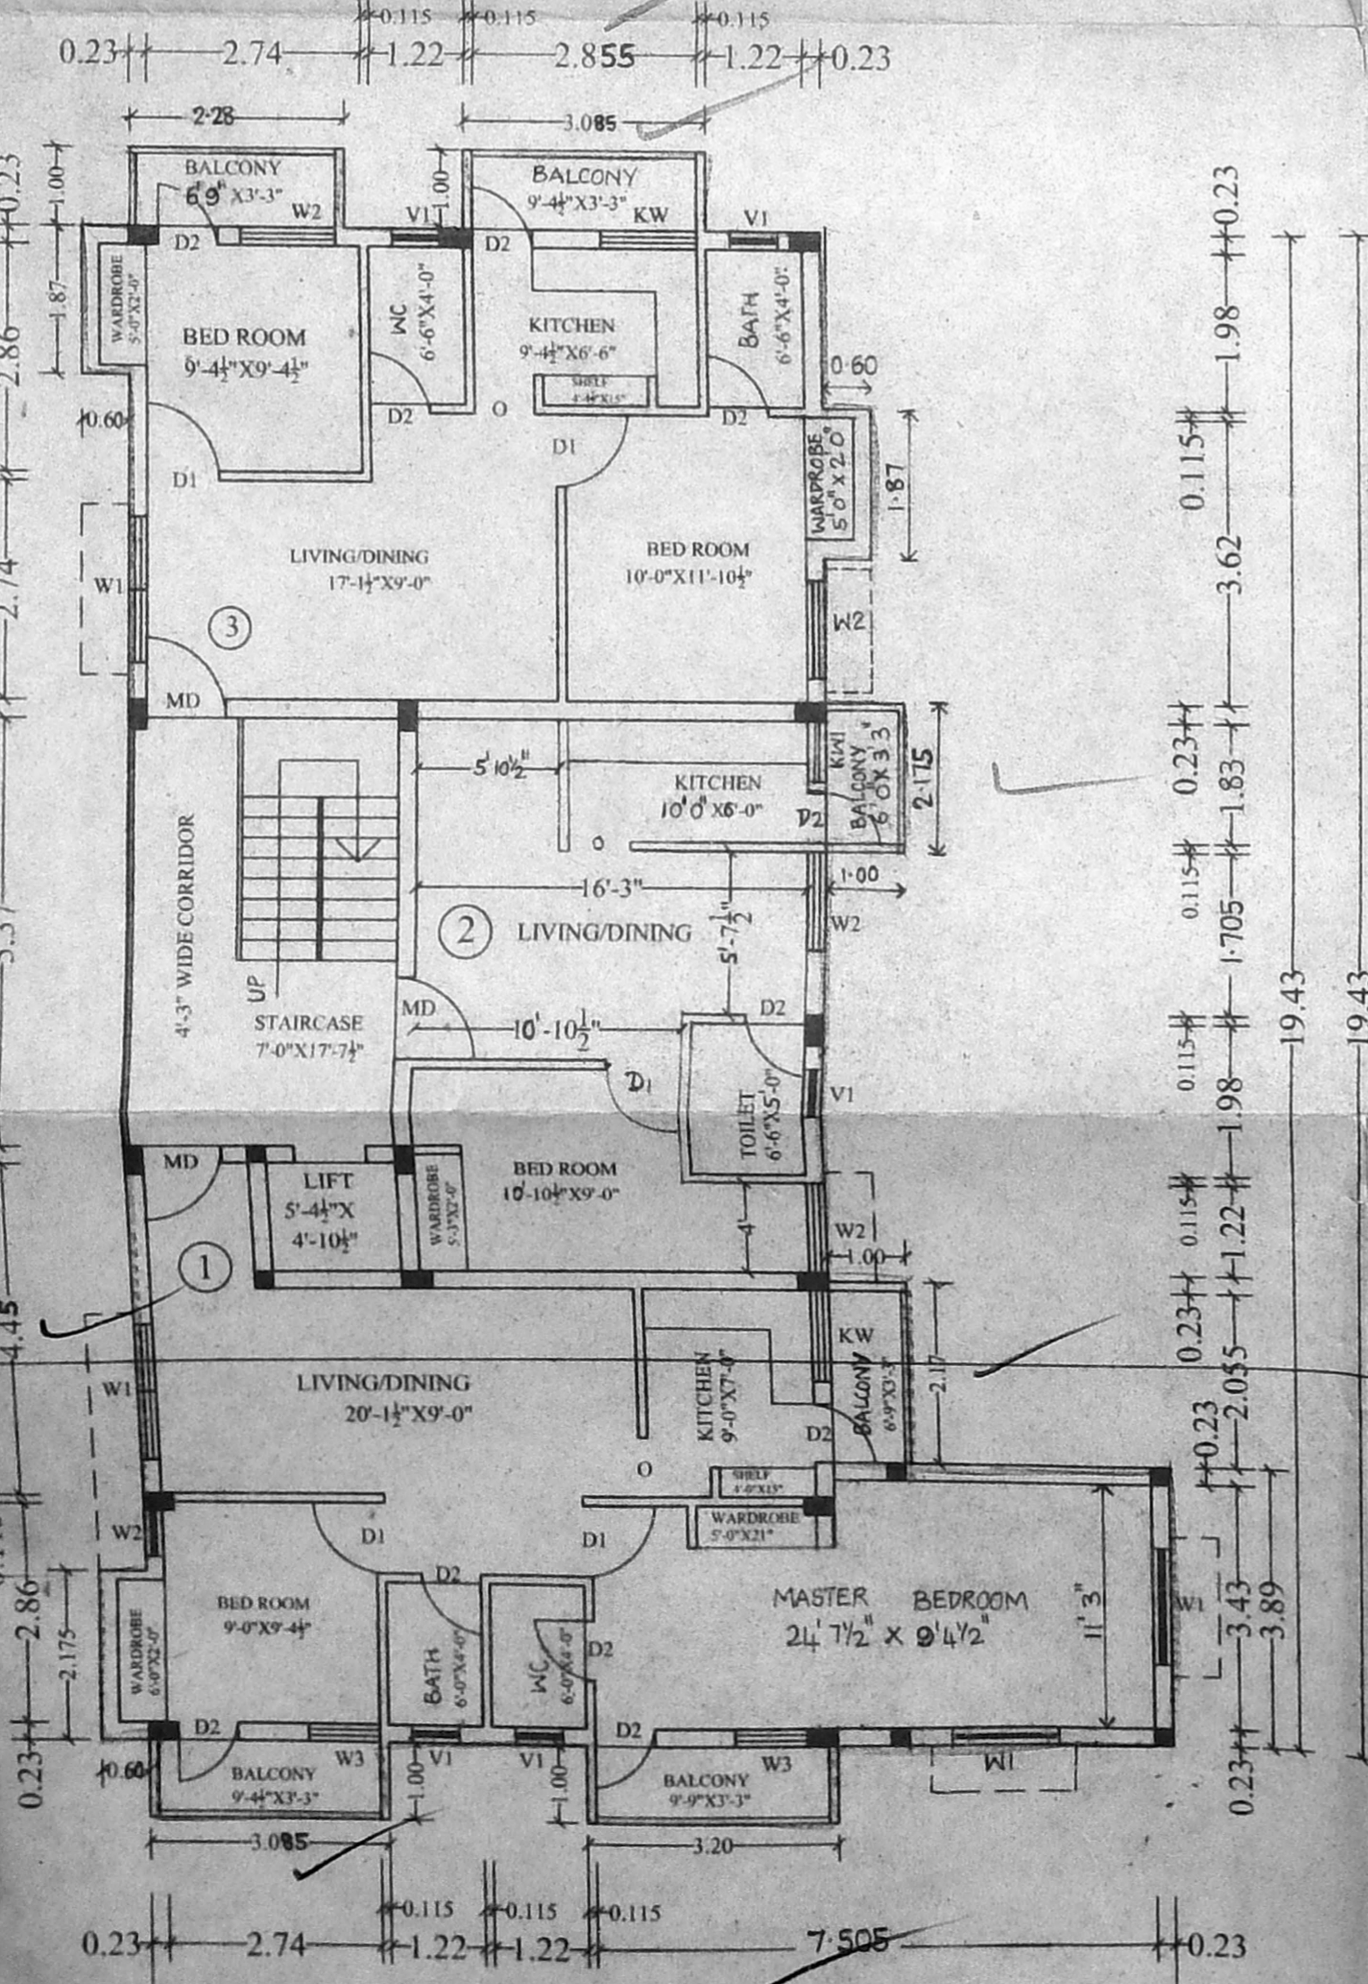 0.115
0.115
0.115
0.23
2.74
1.22
2.855
1.22
0.23
2.28
3.085
0.23
1.00
BALCONY
6'9" X3'-3"
W2
V1
1.00
BALCONY
9'-4½"X3'-3"
KW
V1
0.23
D2
D2
1.87
WARDROBE
5'-0"X2'-0"
BED ROOM
9'-4½"X9'-4½"
WC
6'-6"X4'-0"
KITCHEN
9'-4½"X6'-6"
SHELF
BATH
6'-6"X4'-0"
1.98
2.86
0.60
0.60
D2
O
D2
D1
D1
WARDROBE
5'0" X 2'0"
1.87
0.115
3.62
LIVING/DINING
17'-1½"X9'-0"
BED ROOM
10'-0"X11'-10½"
W1
2.74
3
W2
MD
5'10½"
KITCHEN
10'0" X6'-0"
KW1
BALCONY
6'0X3'3"
2.175
0.23
1.83
D2
O
4'-3" WIDE CORRIDOR
16'-3"
1.00
2
LIVING/DINING
5'-7½"
W2
0.115
1.705
19.43
19.43
UP
STAIRCASE
7'-0"X17'-7½"
MD
10'-10½"
D2
D1
TOILET
6'-6"X5'-0"
V1
0.115
1.98
MD
LIFT
5'-4½"X
4'-10½"
WARDROBE
5'-3"X2'-0"
BED ROOM
10'-10½"X9'-0"
4'
W2
1.00
0.115
1.22
1
4.45
W1
LIVING/DINING
20'-1½"X9'-0"
KITCHEN
9'-0"X7'-0"
KW
BALCONY
6'-9"X3'-3"
2.17
0.23
2.055
D2
O
0.23
SHELF
4'-0"X15"
W2
D1
D1
WARDROBE
5'-0"X21"
D2
2.86
2.175
WARDROBE
6'-0"X2'-0"
BED ROOM
9'-0"X9'-4½"
BATH
6'-0"X4'-0"
WC
6'-0"X4'-0"
D2
MASTER BEDROOM
24' 7½" X 9'4½"
11'3"
W1
3.43
3.89
D2
D2
0.23
0.60
W3
V1
V1
W3
W1
0.23
BALCONY
9'-4½"X3'-3"
1.00
1.00
BALCONY
9'-9"X3'-3"
3.085
3.20
0.115
0.115
0.115
0.23
2.74
1.22
1.22
7.505
0.23